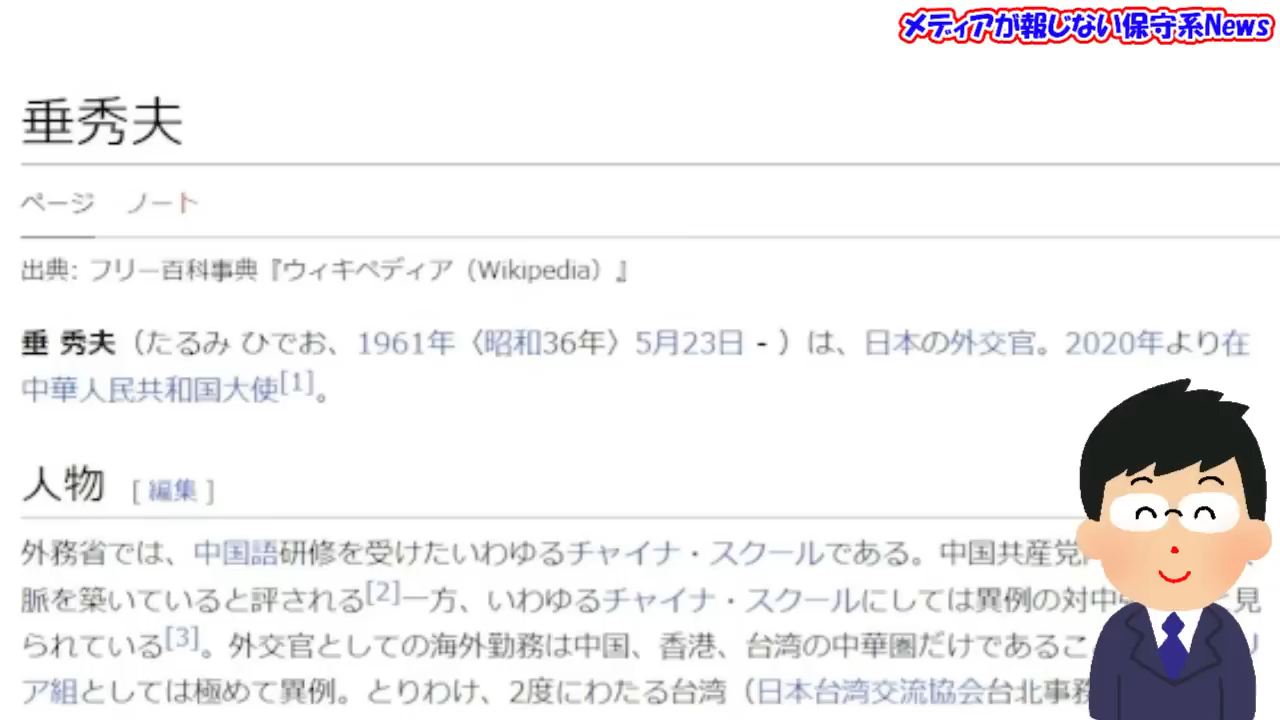 メディアが報じない保守系News
垂秀夫
ページ ノート
出典: フリー百科事典『ウィキペディア（Wikipedia）』
垂 秀夫（たるみ ひでお、1961年〈昭和36年〉5月23日 - ）は、日本の外交官。2020年より在
中華人民共和国大使[1]。
人物 [ 編集 ]
外務省では、中国語研修を受けたいわゆるチャイナ・スクールである。中国共産党
脈を築いていると評される[2]一方、いわゆるチャイナ・スクールにしては異例の対中 見
られている[3]。外交官としての海外勤務は中国、香港、台湾の中華圏だけであるこ リ
ア組としては極めて異例。とりわけ、2度にわたる台湾（日本台湾交流協会台北事務